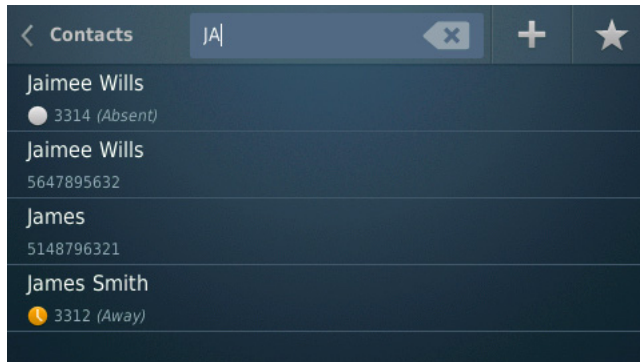 Contacts
JA
Jaimee Wills
3314 (Absent)
Jaimee Wills
5647895632
James
5148796321
James Smith
3312 (Away)